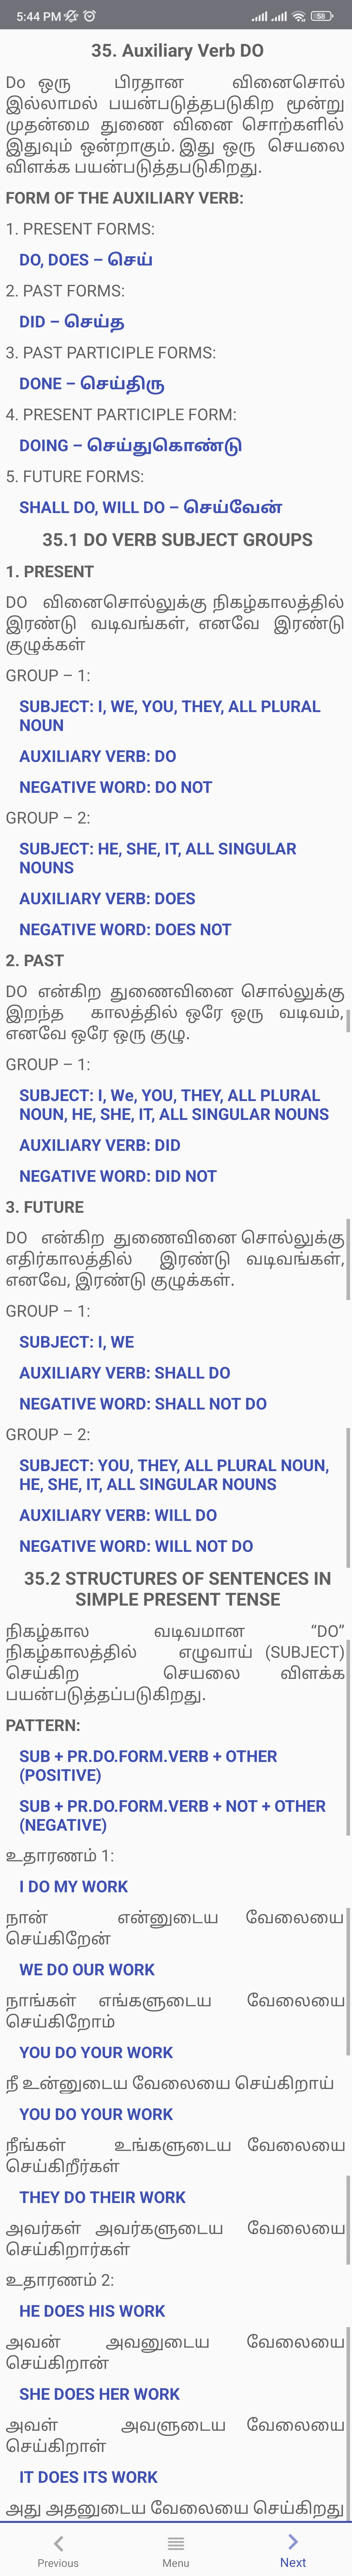 5:44 PM
58
35. Auxiliary Verb DO
Do ஒரு பிரதான வினைசொல்
இல்லாமல் பயன்படுத்தபடுகிற மூன்று
முதன்மை துணை வினை சொற்களில்
இதுவும் ஒன்றாகும். இது ஒரு செயலை
விளக்க பயன்படுத்தபடுகிறது.
FORM OF THE AUXILIARY VERB:
1. PRESENT FORMS:
DO, DOES – செய்
2. PAST FORMS:
DID – செய்த
3. PAST PARTICIPLE FORMS:
DONE – செய்திரு
4. PRESENT PARTICIPLE FORM:
DOING – செய்துகொண்டு
5. FUTURE FORMS:
SHALL DO, WILL DO – செய்வேன்
35.1 DO VERB SUBJECT GROUPS
1. PRESENT
DO வினைசொல்லுக்கு நிகழ்காலத்தில்
இரண்டு வடிவங்கள், எனவே இரண்டு
குழுக்கள்
GROUP – 1:
SUBJECT: I, WE, YOU, THEY, ALL PLURAL
NOUN
AUXILIARY VERB: DO
NEGATIVE WORD: DO NOT
GROUP – 2:
SUBJECT: HE, SHE, IT, ALL SINGULAR
NOUNS
AUXILIARY VERB: DOES
NEGATIVE WORD: DOES NOT
2. PAST
DO என்கிற துணைவினை சொல்லுக்கு
இறந்த காலத்தில் ஒரே ஒரு வடிவம்,
எனவே ஒரே ஒரு குழு.
GROUP – 1:
SUBJECT: I, We, YOU, THEY, ALL PLURAL
NOUN, HE, SHE, IT, ALL SINGULAR NOUNS
AUXILIARY VERB: DID
NEGATIVE WORD: DID NOT
3. FUTURE
DO என்கிற துணைவினை சொல்லுக்கு
எதிர்காலத்தில் இரண்டு வடிவங்கள்,
எனவே, இரண்டு குழுக்கள்.
GROUP – 1:
SUBJECT: I, WE
AUXILIARY VERB: SHALL DO
NEGATIVE WORD: SHALL NOT DO
GROUP – 2:
SUBJECT: YOU, THEY, ALL PLURAL NOUN,
HE, SHE, IT, ALL SINGULAR NOUNS
AUXILIARY VERB: WILL DO
NEGATIVE WORD: WILL NOT DO
35.2 STRUCTURES OF SENTENCES IN
SIMPLE PRESENT TENSE
நிகழ்கால வடிவமான “DO”
நிகழ்காலத்தில் எழுவாய் (SUBJECT)
செய்கிற செயலை விளக்க
பயன்படுத்தப்படுகிறது.
PATTERN:
SUB + PR.DO.FORM.VERB + OTHER
(POSITIVE)
SUB + PR.DO.FORM.VERB + NOT + OTHER
(NEGATIVE)
உதாரணம் 1:
I DO MY WORK
நான் என்னுடைய வேலையை
செய்கிறேன்
WE DO OUR WORK
நாங்கள் எங்களுடைய வேலையை
செய்கிறோம்
YOU DO YOUR WORK
நீ உன்னுடைய வேலையை செய்கிறாய்
YOU DO YOUR WORK
நீங்கள் உங்களுடைய வேலையை
செய்கிறீர்கள்
THEY DO THEIR WORK
அவர்கள் அவர்களுடைய வேலையை
செய்கிறார்கள்
உதாரணம் 2:
HE DOES HIS WORK
அவன் அவனுடைய வேலையை
செய்கிறான்
SHE DOES HER WORK
அவள் அவளுடைய வேலையை
செய்கிறாள்
IT DOES ITS WORK
அது அதனுடைய வேலையை செய்கிறது
Previous
Menu
Next